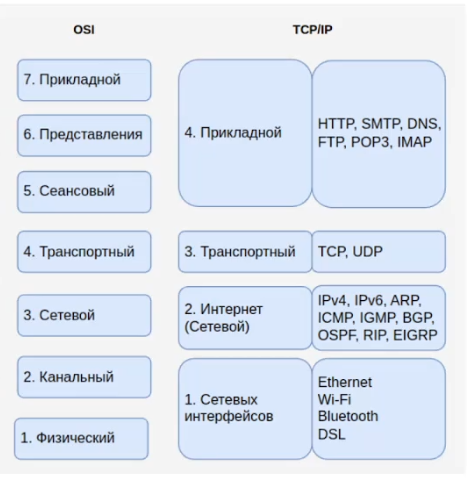 OSI
TCP/IP
7. Прикладной
6. Представления
5. Сеансовый
4. Транспортный
3. Сетевой
2. Канальный
1. Физический
4. Прикладной
HTTP, SMTP, DNS,
FTP, POP3, IMAP
3. Транспортный
TCP, UDP
2. Интернет
(Сетевой)
IPv4, IPv6, ARP,
ICMP, IGMP, BGP,
OSPF, RIP, EIGRP
1. Сетевых
интерфейсов
Ethernet
Wi-Fi
Bluetooth
DSL